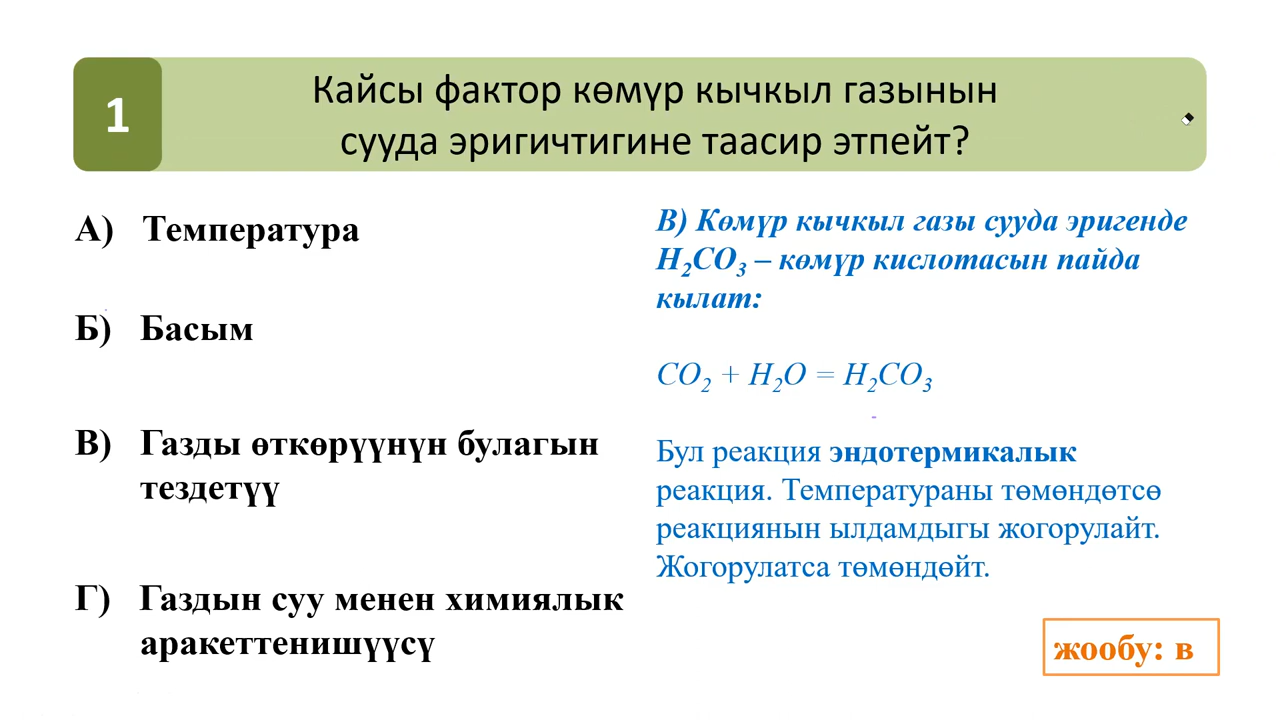 1
Кайсы фактор көмүр кычкыл газынын
сууда эригичтигине таасир этпейт?
А) Температура
Б) Басым
В) Газды өткөрүүнүн булагын
тездетүү
Г) Газдын суу менен химиялык
аракеттенишүүсү
В) Көмүр кычкыл газы сууда эригенде
H₂CO₃ – көмүр кислотасын пайда
кылат:
CO₂ + H₂O = H₂CO₃
Бул реакция эндотермикалык
реакция. Температураны төмөндөтсө
реакциянын ылдамдыгы жогорулайт.
Жогорулатса төмөндөйт.
жообу: в